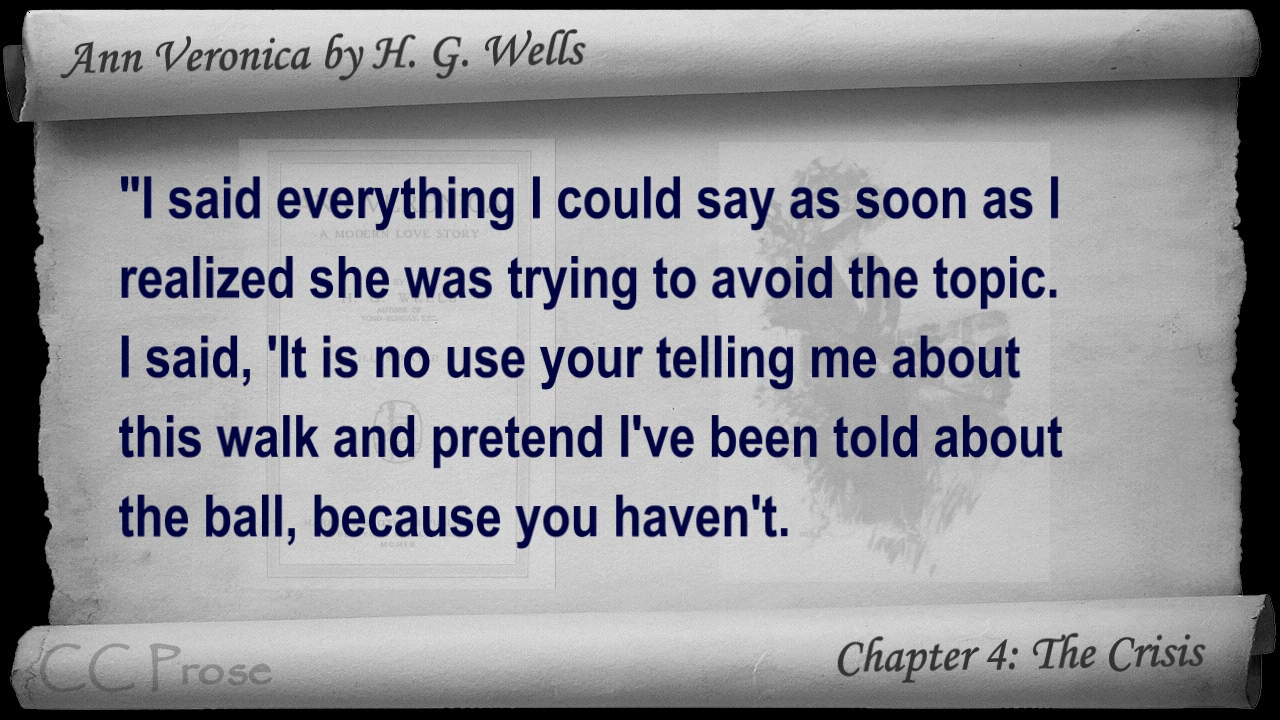 Ann Veronica by H. G. Wells
"I said everything I could say as soon as I
realized she was trying to avoid the topic.
I said, 'It is no use your telling me about
this walk and pretend I've been told about
the ball, because you haven't.
CC Prose
Chapter 4: The Crisis